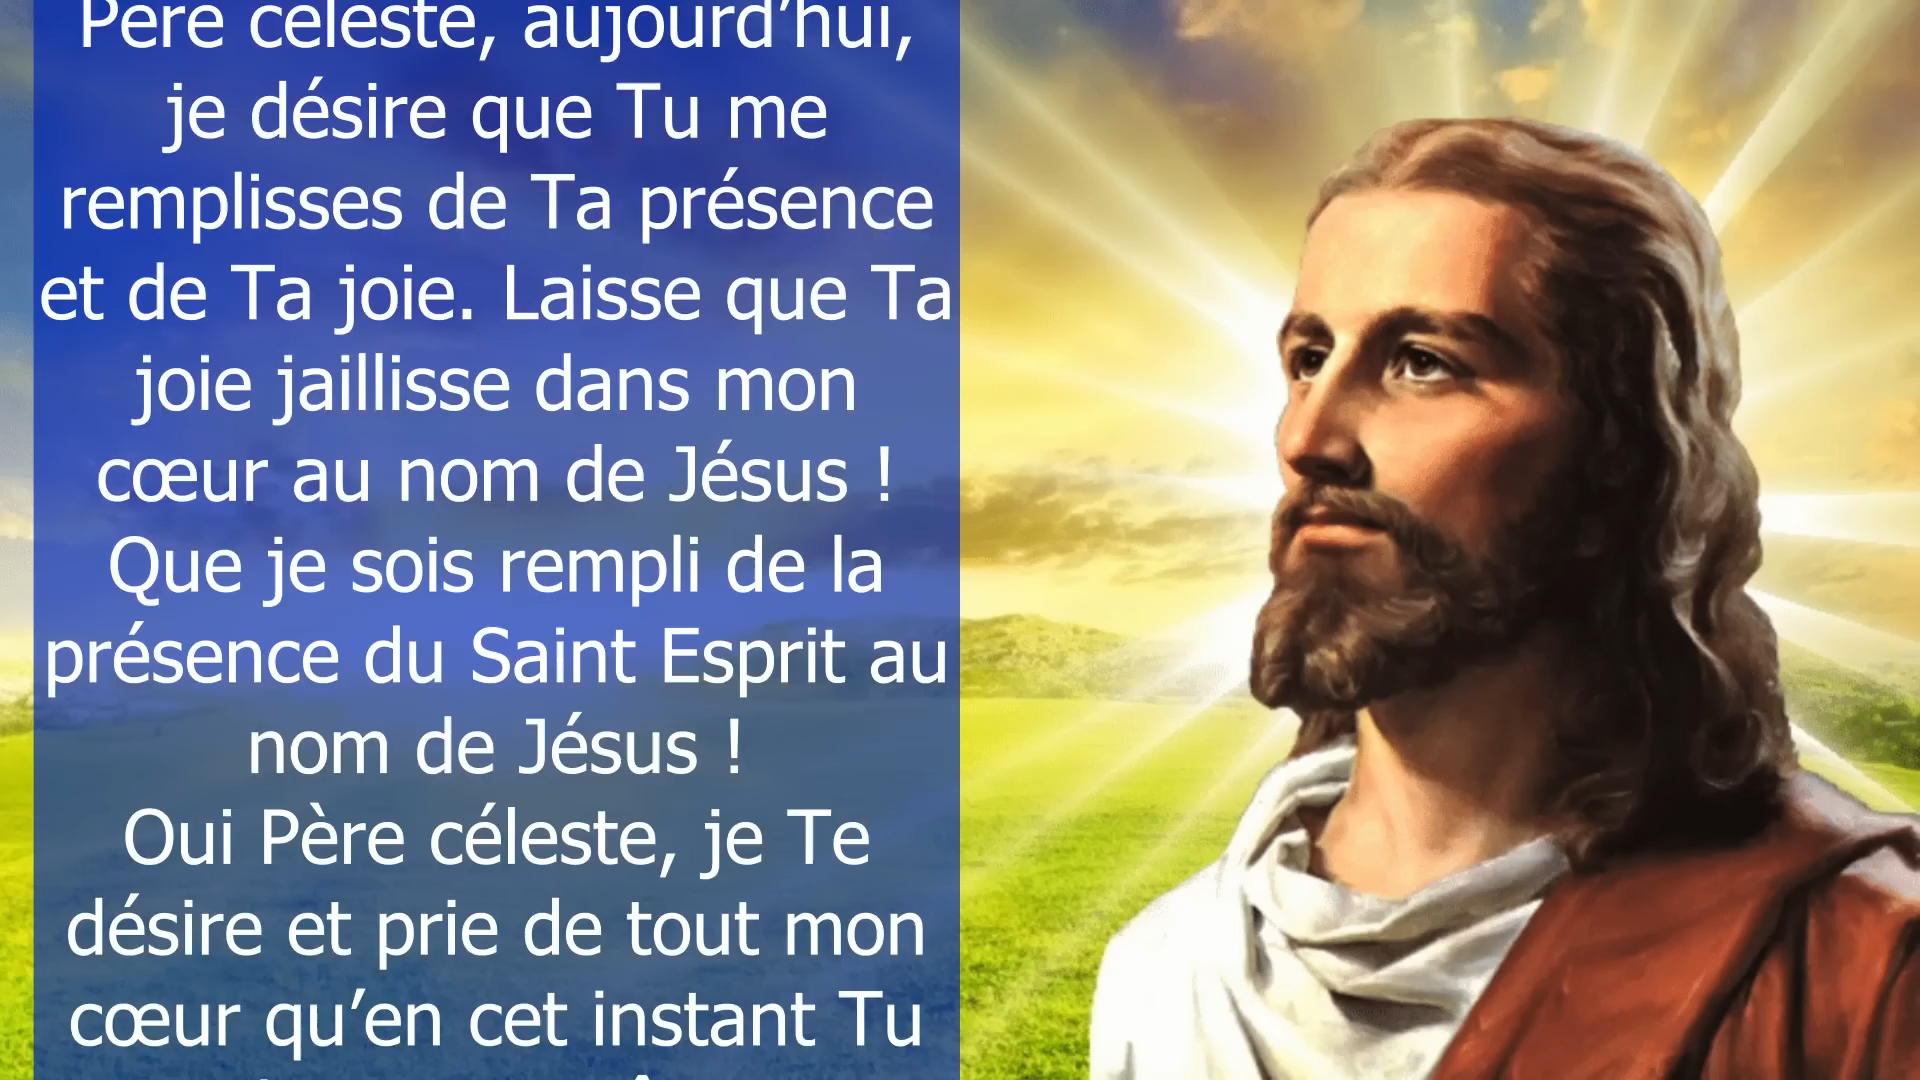 Père céleste, aujourd’hui,
je désire que Tu me
remplisses de Ta présence
et de Ta joie. Laisse que Ta
joie jaillisse dans mon
cœur au nom de Jésus !
Que je sois rempli de la
présence du Saint Esprit au
nom de Jésus !
Oui Père céleste, je Te
désire et prie de tout mon
cœur qu’en cet instant Tu